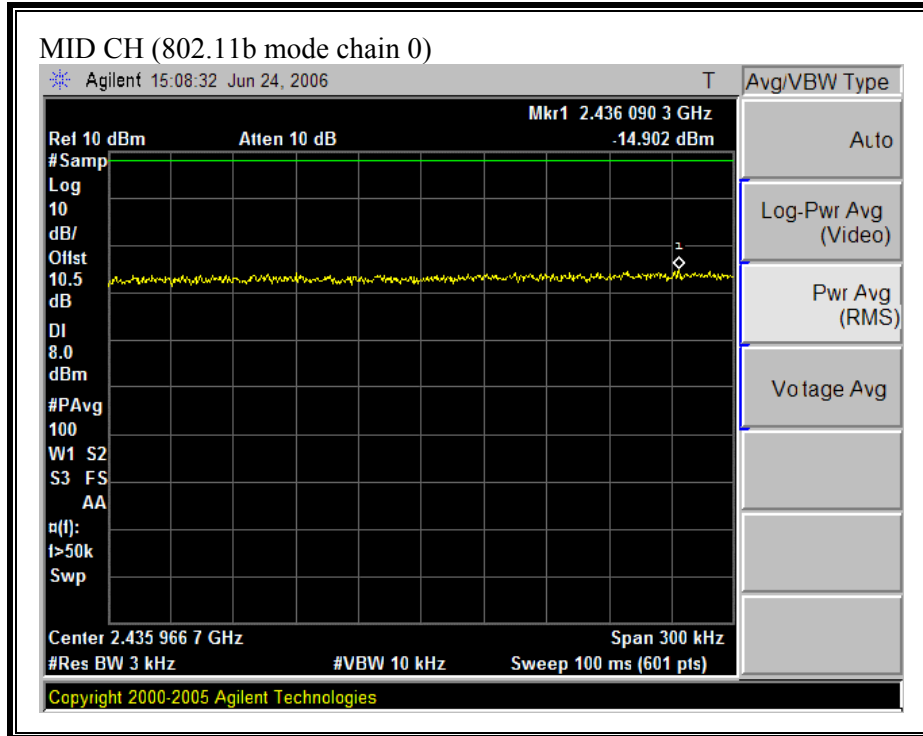 MID CH (802.11b mode chain 0)
Agilent 15:08:32 Jun 24, 2006 T
Mkr1 2.436 090 3 GHz
Ref 10 dBm Atten 10 dB -14.902 dBm
#Samp
Log
10
dB/
Offst
10.5
dB
DI
8.0
dBm
#PAvg
100
W1 S2
S3 FS
AA
¤(f):
f>50k
Swp
1
Center 2.435 966 7 GHz Span 300 kHz
#Res BW 3 kHz #VBW 10 kHz Sweep 100 ms (601 pts)
Copyright 2000-2005 Agilent Technologies
Avg/VBW Type
Auto
Log-Pwr Avg
(Video)
Pwr Avg
(RMS)
Voltage Avg